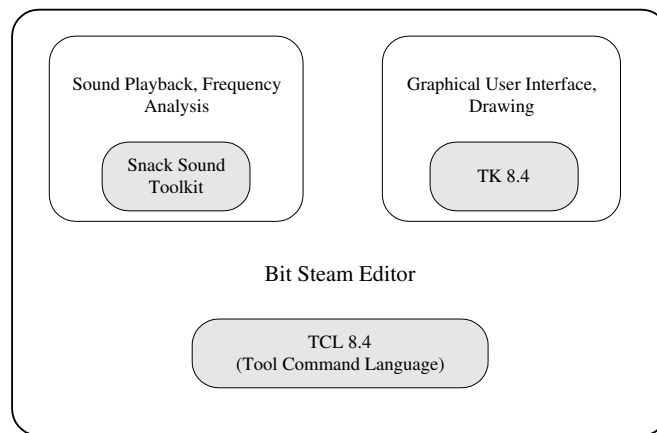 Sound Playback, Frequency
Analysis
Snack Sound
Toolkit
Graphical User Interface,
Drawing
TK 8.4
Bit Steam Editor
TCL 8.4
(Tool Command Language)